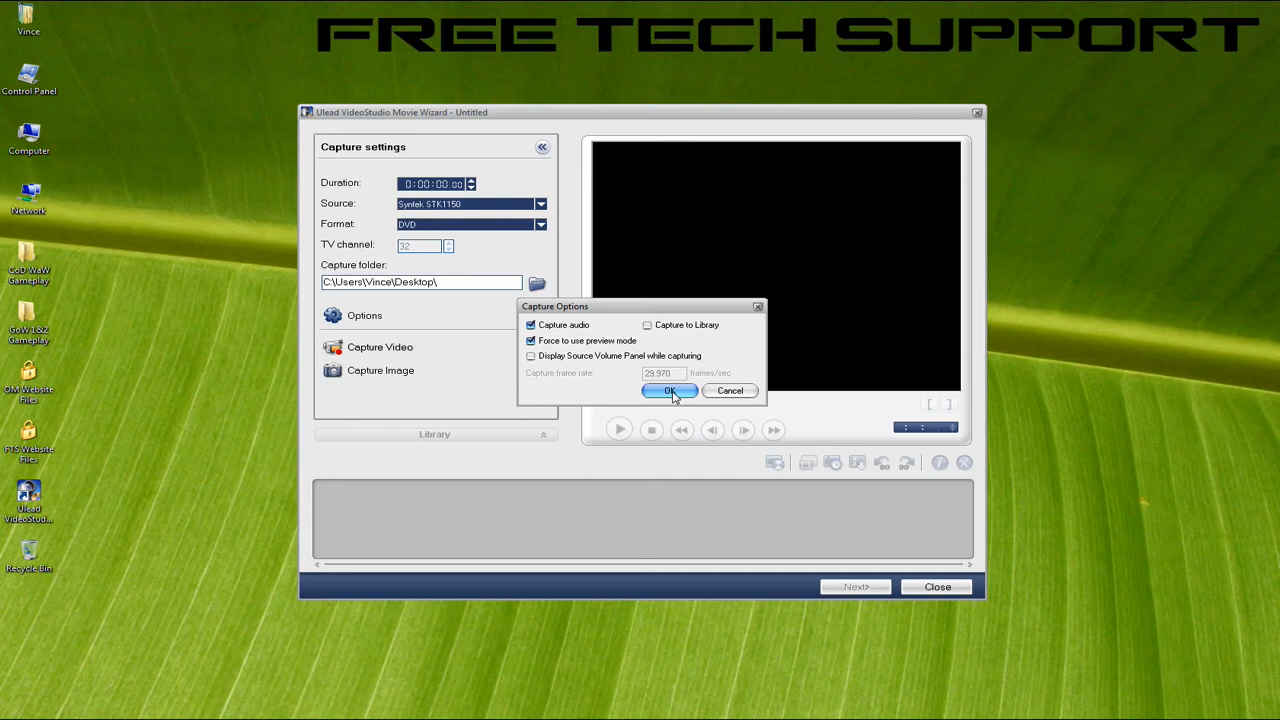 FREE TECH SUPPORT
Vince
Control Panel
Computer
Network
CoD WaW
Gameplay
GoW 1&2
Gameplay
OM Website
Files
FTS Website
Files
Ulead
VideoStud...
Recycle Bin
Ulead VideoStudio Movie Wizard - Untitled
Capture settings
Duration: 0:00:00.00
Source: Syntek STK1150
Format: DVD
TV channel: 32
Capture folder:
C:\Users\Vince\Desktop\
Options
Capture Video
Capture Image
Library
Capture Options
Capture audio
Capture to Library
Force to use preview mode
Display Source Volume Panel while capturing
Capture frame rate: 29.970 frames/sec
OK Cancel
90 90
Next> Close